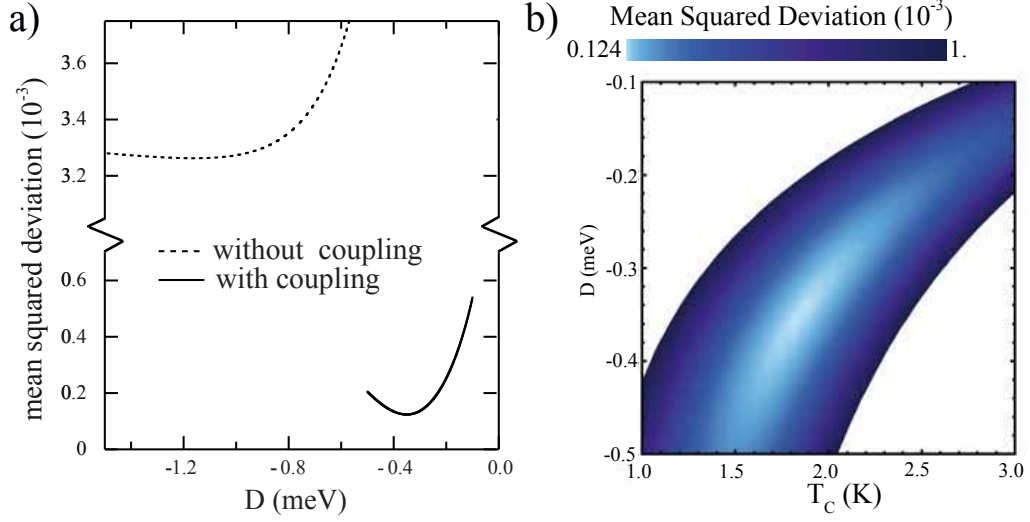 a)
mean squared deviation (10⁻³)
3.6
3.4
3.2
0.6
0.4
0.2
0
without coupling
with coupling
-1.2
-0.8
-0.4
0.0
D (meV)
b)
Mean Squared Deviation (10⁻³)
0.124
1.
D (meV)
-0.1
-0.2
-0.3
-0.4
-0.5
1.0
1.5
2.0
2.5
3.0
T_C (K)